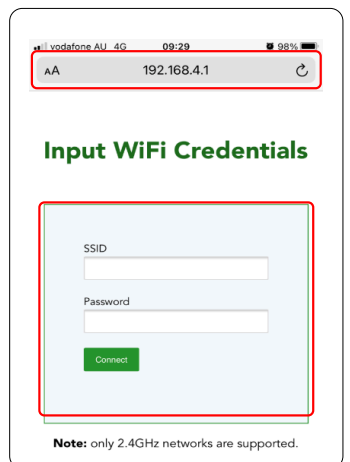 vodafone AU 4G 09:29 98%
AA 192.168.4.1
Input WiFi Credentials
SSID
Password
Connect
Note: only 2.4GHz networks are supported.